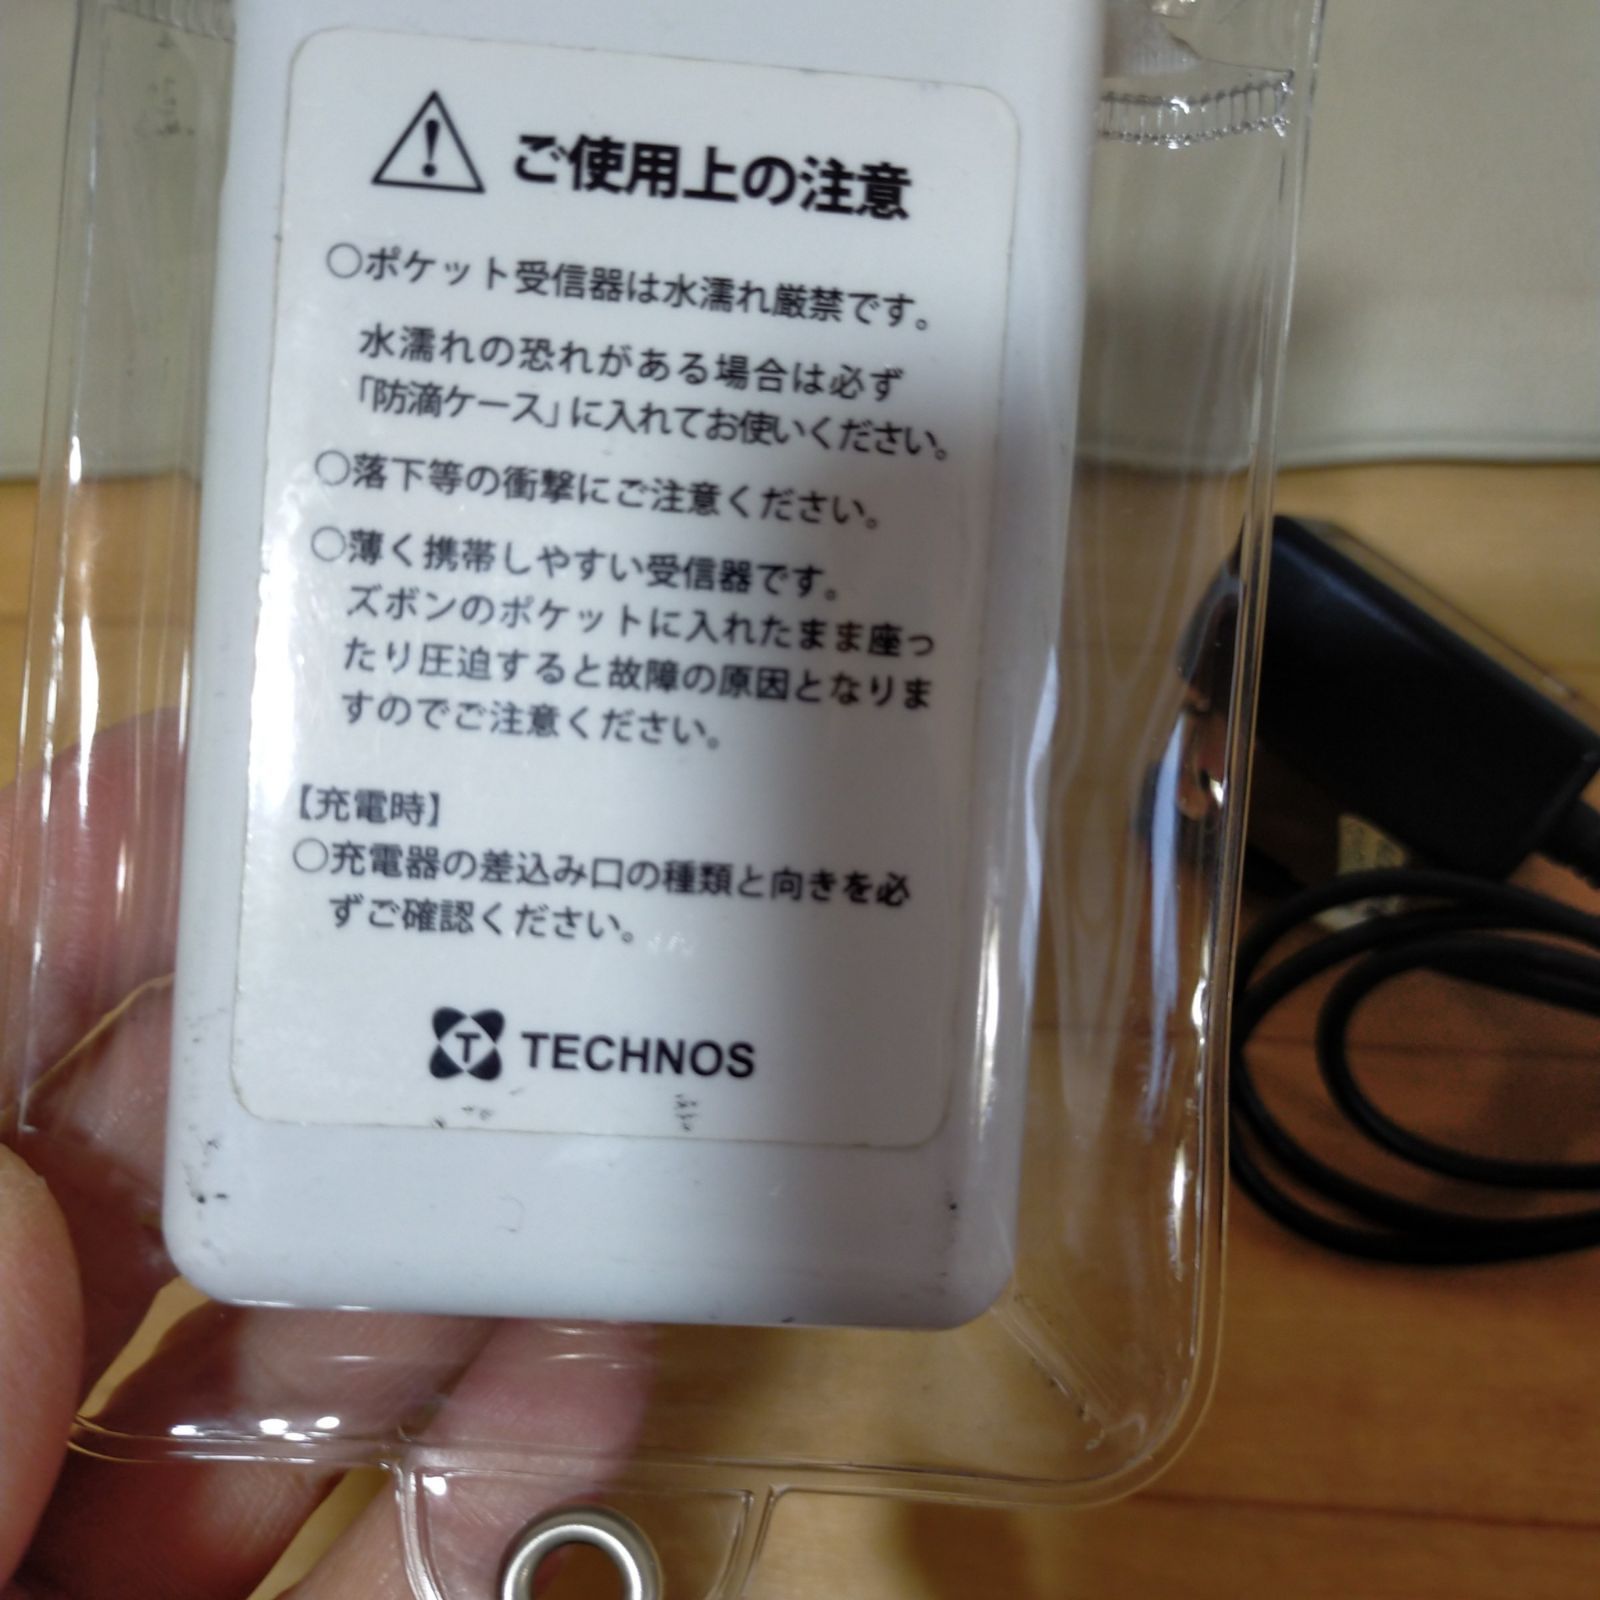 ご使用上の注意
○ポケット受信器は水濡れ厳禁です。
水濡れの恐れがある場合は必ず
「防滴ケース」に入れてお使いください。
○落下等の衝撃にご注意ください。
○薄く携帯しやすい受信器です。
ズボンのポケットに入れたまま座っ
たり圧迫すると故障の原因となりま
すのでご注意ください。
【充電時】
○充電器の差込み口の種類と向きを必
ずご確認ください。
T TECHNOS